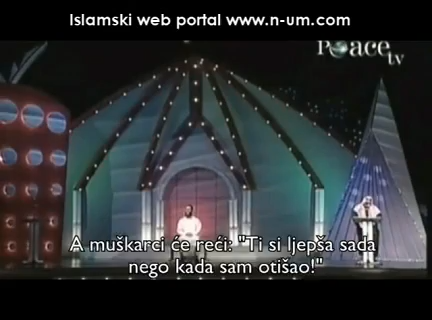 Islamski web portal www.n-um.com
Peace tv
A muškarci će reći: "Ti si ljepša sada
nego kada sam otišao!"